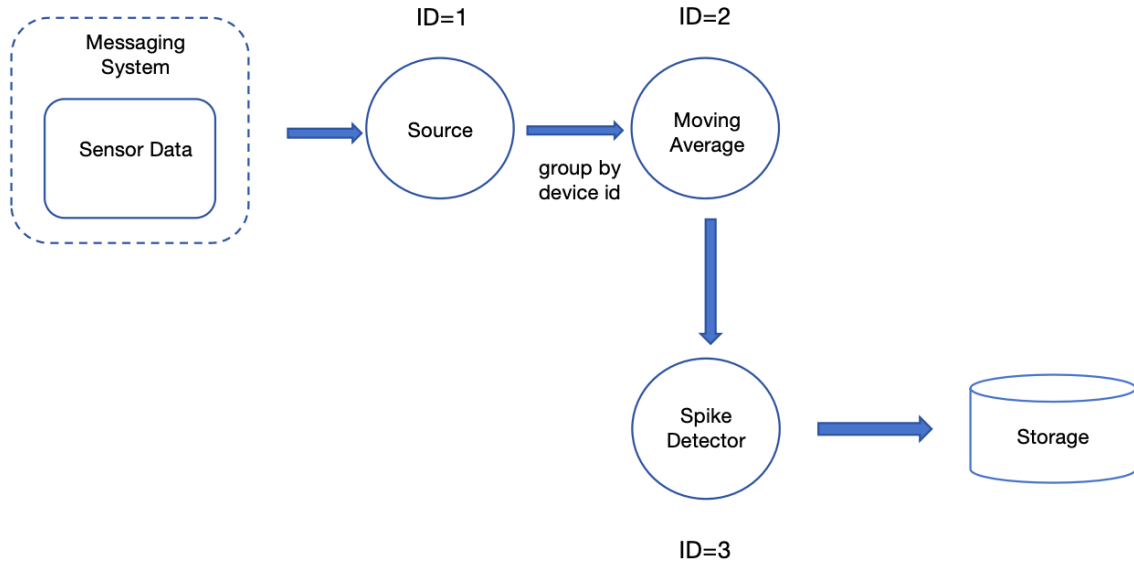 ID=1
ID=2
Messaging
System
Sensor Data
Source
group by
device id
Moving
Average
Spike
Detector
Storage
ID=3